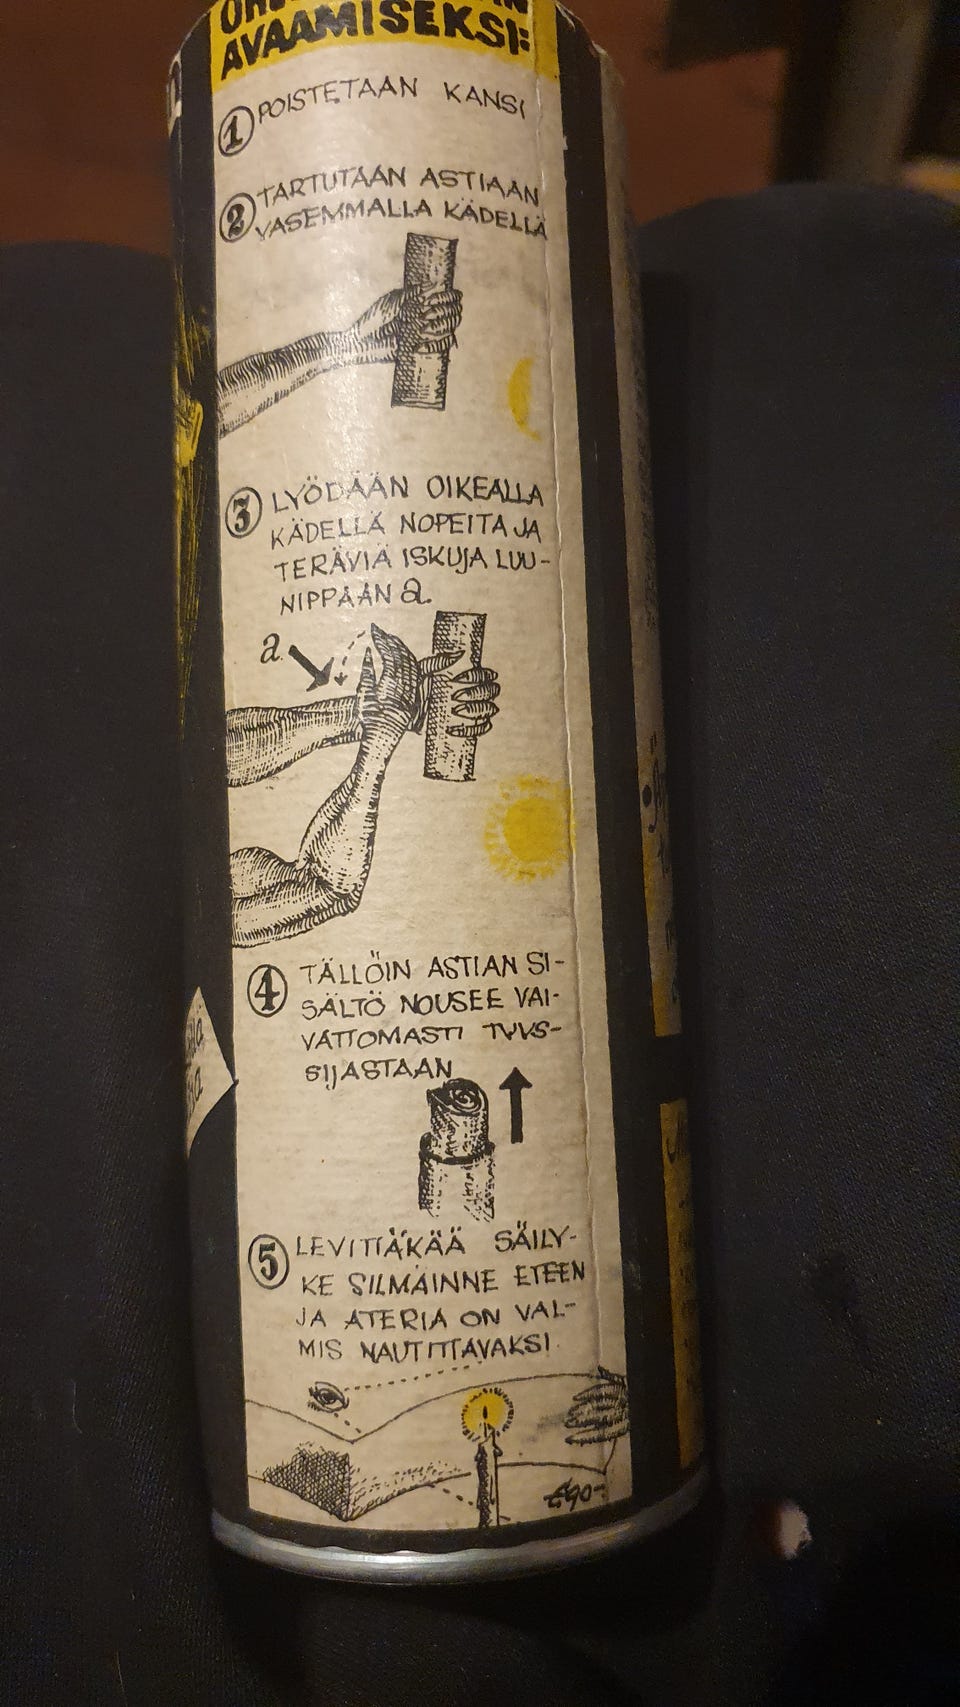 AVAAMISEKSI:
1 POISTETAAN KANSI
2 TARTUTAAN ASTIAAN
VASEMMALLA KÄDELLÄ
3 LYÖDÄÄN OIKEALLA
KÄDELLÄ NOPEITA JA
TERÄVIÄ ISKUJA LUU-
NIPPAAN a.
a
4 TÄLLÖIN ASTIAN SI-
SÄLTÖ NOUSEE VAI-
VATTOMASTI TUUS-
SIJASTAAN
5 LEVITTÄKÄÄ SÄILY-
KE SILMÄINNE ETEEN
JA ATERIA ON VAL-
MIS NAUTITTAVAKSI
Ego-